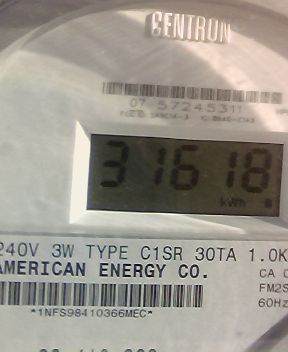 CENTRON
07 57245311
31618
kWh
240V 3W TYPE C1SR 30TA 1.0K
AMERICAN ENERGY CO.
CA
FM2S
60Hz
*1NFS98410366MEC*